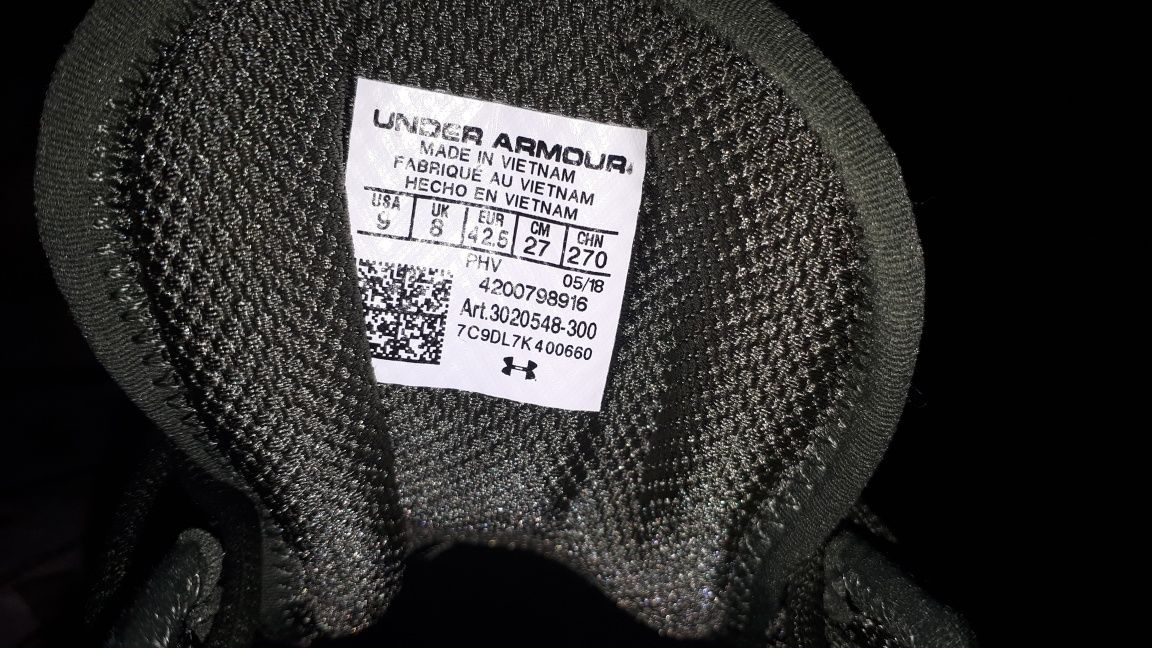 UNDER ARMOUR
MADE IN VIETNAM
FABRIQUÉ AU VIETNAM
HECHO EN VIETNAM
USA UK EUR CM CHN
9 8 42.5 27 270
PHV 05/18
4200798916
Art.3020548-300
7C9DL7K400660